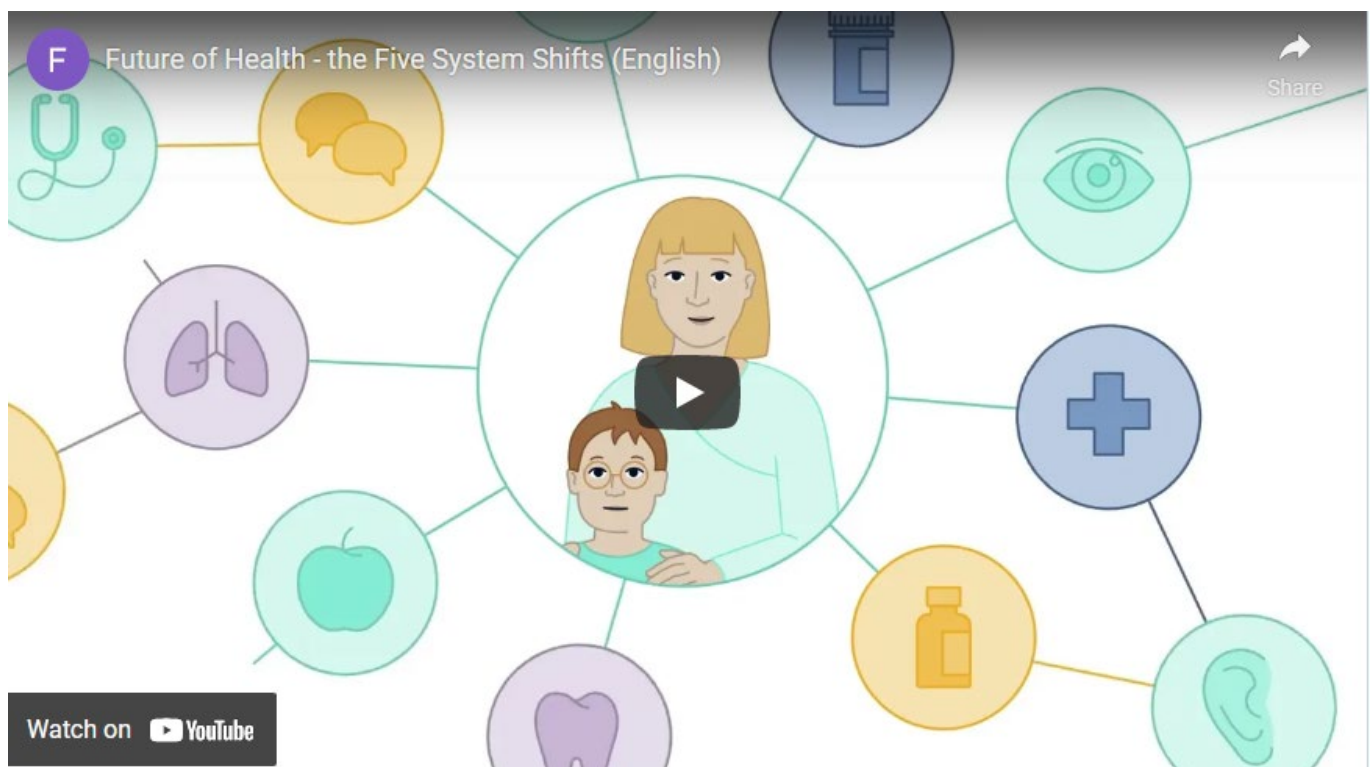 F
Future of Health - the Five System Shifts (English)
Share
Watch on YouTube